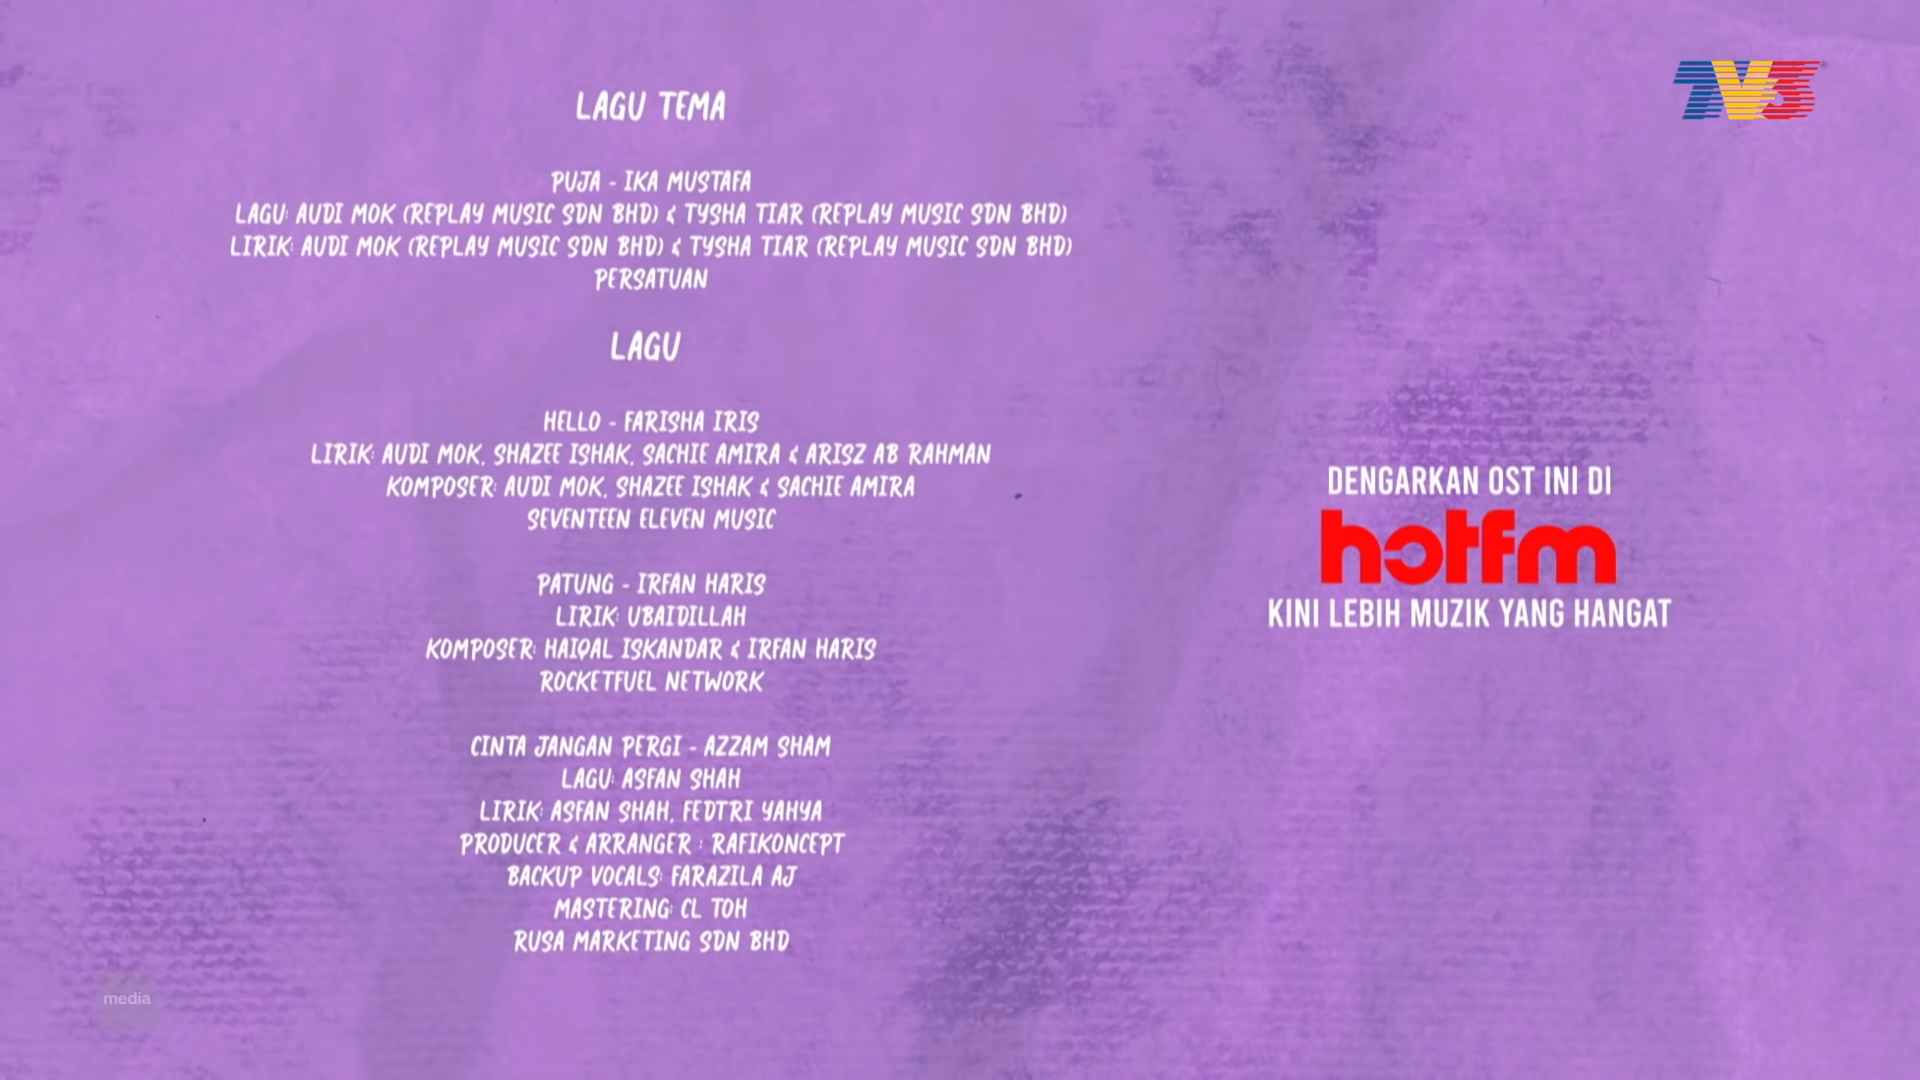 LAGU TEMA
PUJA - IKA MUSTAFA
LAGU: AUDI MOK (REPLAY MUSIC SDN BHD) & TYSHA TIAR (REPLAY MUSIC SDN BHD)
LIRIK: AUDI MOK (REPLAY MUSIC SDN BHD) & TYSHA TIAR (REPLAY MUSIC SDN BHD)
PERSATUAN
LAGU
HELLO - FARISHA IRIS
LIRIK: AUDI MOK, SHAZEE ISHAK, SACHIE AMIRA & ARISZ AB RAHMAN
KOMPOSER: AUDI MOK, SHAZEE ISHAK & SACHIE AMIRA
SEVENTEEN ELEVEN MUSIC
PATUNG - IRFAN HARIS
LIRIK: UBAIDILLAH
KOMPOSER: HAIQAL ISKANDAR & IRFAN HARIS
ROCKETFUEL NETWORK
CINTA JANGAN PERGI - AZZAM SHAM
LAGU: ASFAN SHAH
LIRIK: ASFAN SHAH, FEDTRI YAHYA
PRODUCER & ARRANGER : RAFIKONCEPT
BACKUP VOCALS: FARAZILA AJ
MASTERING: CL TOH
RUSA MARKETING SDN BHD
TV3
DENGARKAN OST INI DI
hotfm
KINI LEBIH MUZIK YANG HANGAT
media